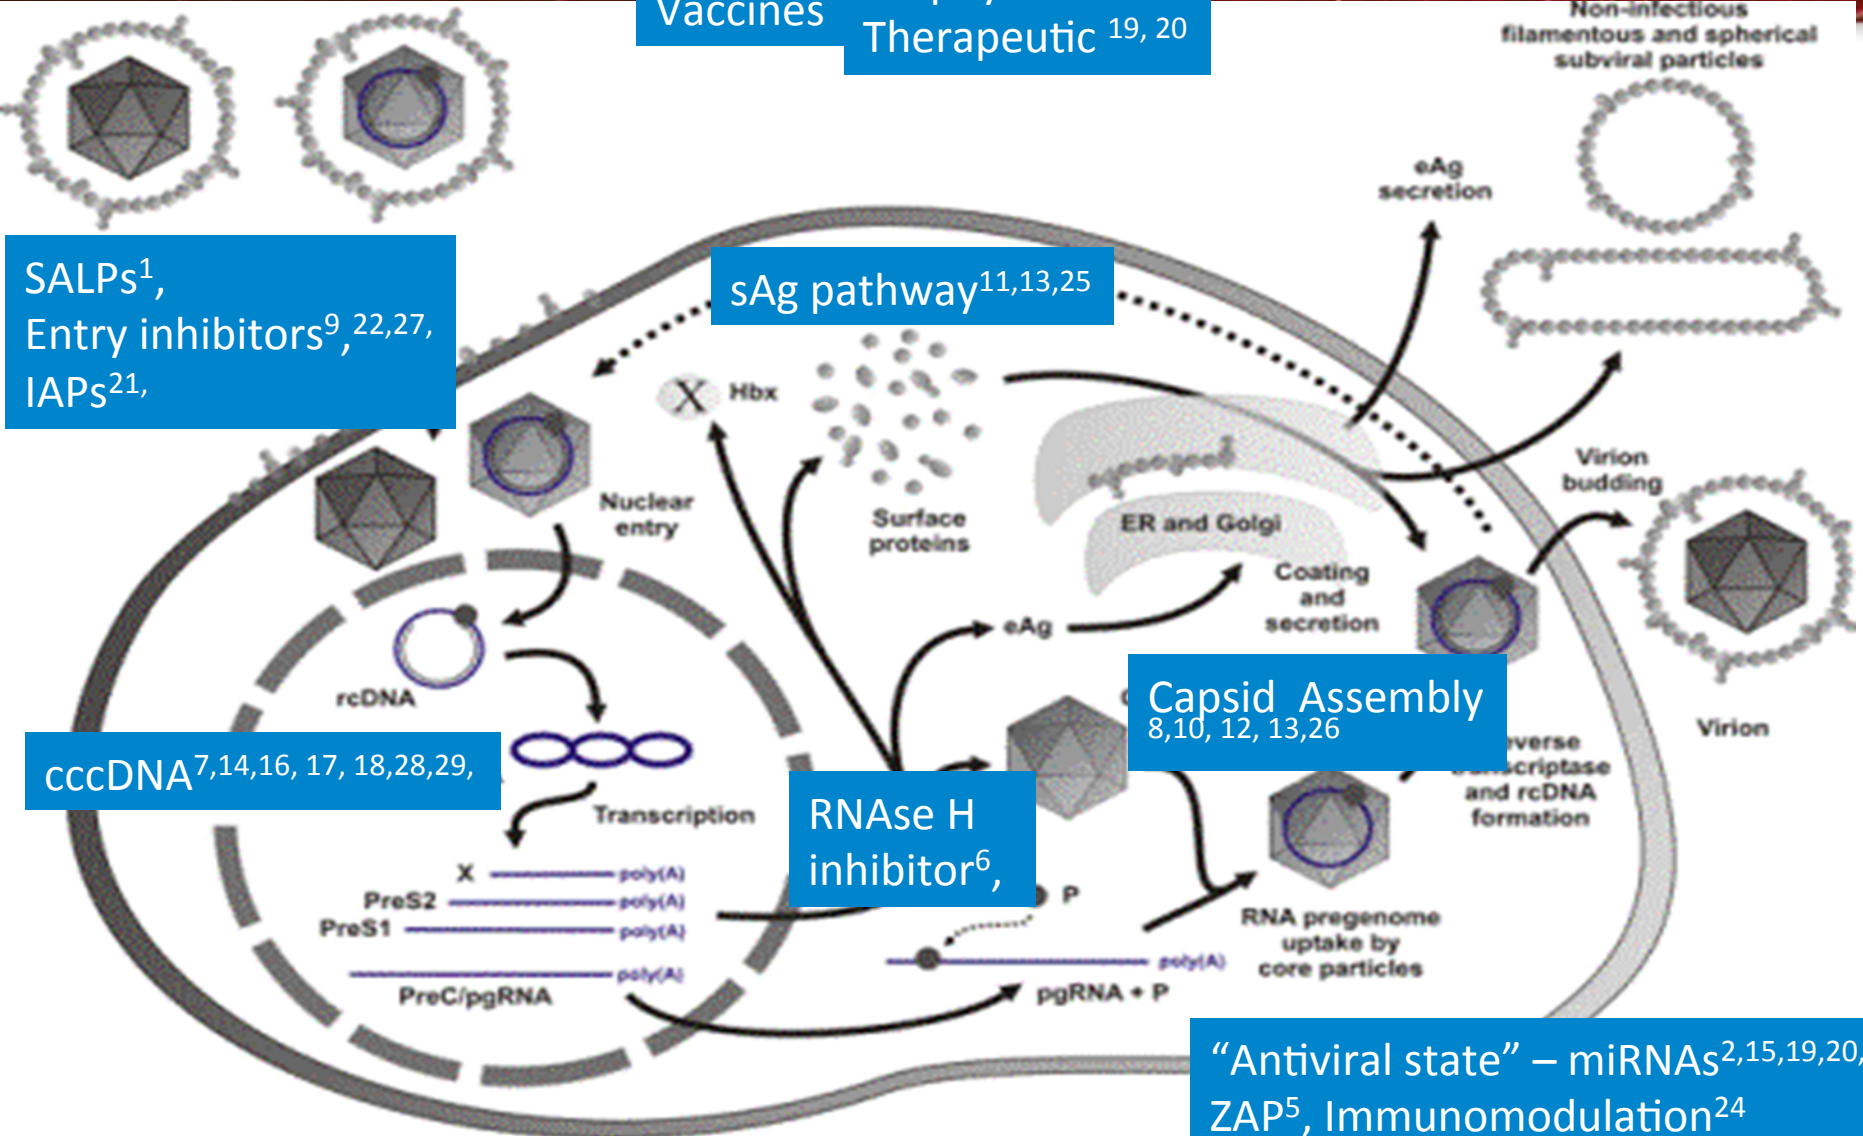 Vaccines
Therapeutic 19, 20
Non-infectious
filamentous and spherical
subviral particles
eAg
secretion
SALPs1,
Entry inhibitors9,22,27,
IAPs21,
sAg pathway11,13,25
X Hbx
Nuclear
entry
Surface
proteins
ER and Golgi
Virion
budding
Coating
and
secretion
eAg
rcDNA
Capsid Assembly
8,10, 12, 13,26
Virion
cccDNA7,14,16, 17, 18,28,29,
and rcDNA
formation
Transcription
RNAse H
inhibitor6,
X poly(A)
PreS2 poly(A)
PreS1 poly(A)
poly(A)
PreC/pgRNA
P
poly(A)
pgRNA + P
RNA pregenome
uptake by
core particles
“Antiviral state” – miRNAs2,15,19,20,
ZAP5, Immunomodulation24